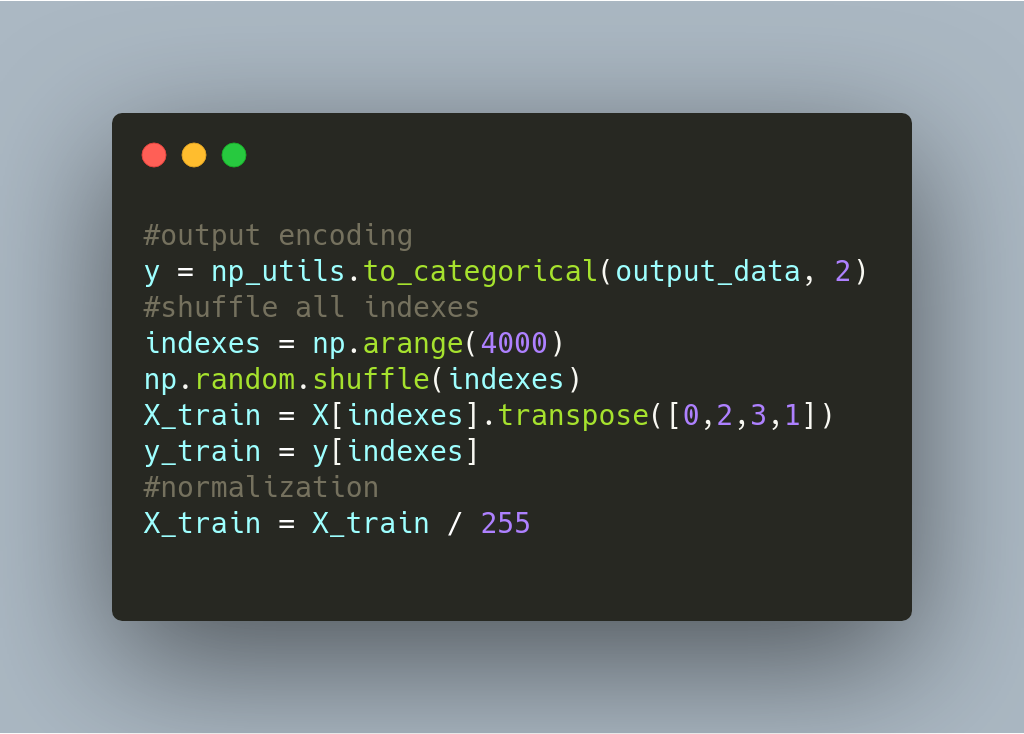 #output encoding
y = np_utils.to_categorical(output_data, 2)
#shuffle all indexes
indexes = np.arange(4000)
np.random.shuffle(indexes)
X_train = X[indexes].transpose([0,2,3,1])
y_train = y[indexes]
#normalization
X_train = X_train / 255